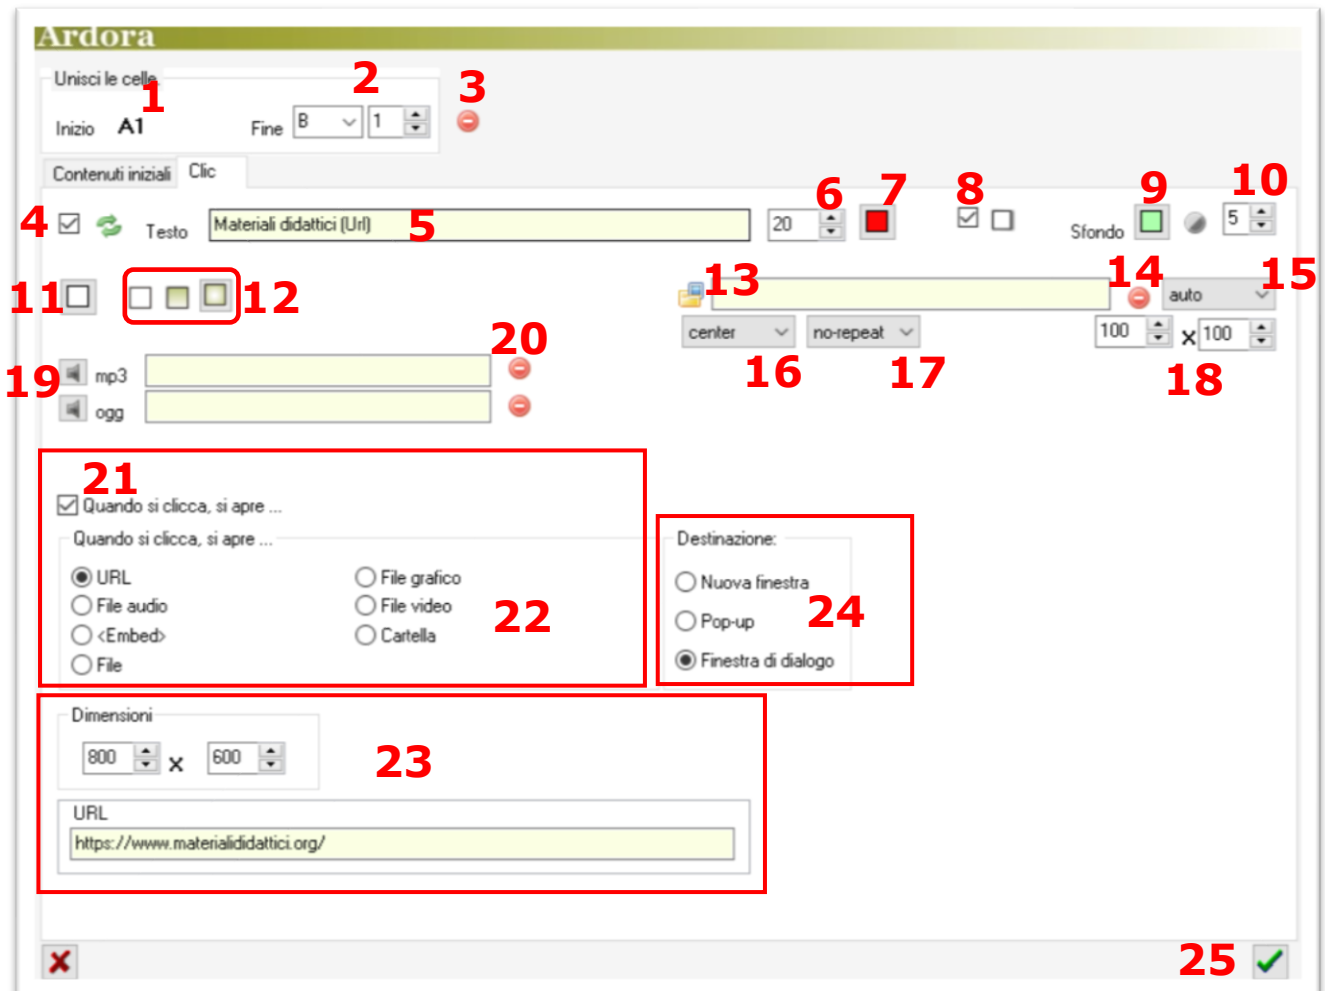 Ardora
Unisci le celle
1
2
3
Inizio A1 Fine B 1
Contenuti iniziali Clic
4 Testo Materiali didattici (Url) 5 20 6 7 8 Sfondo 9 5 10
11 12 13 14 auto 15
center no-repeat 100 x 100
16 17 18
19 mp3 20
ogg
21
Quando si clicca, si apre ...
Quando si clicca, si apre ...
URL File grafico
File audio File video
<Embed> Cartella
File
22
Destinazione:
Nuova finestra
Pop-up
Finestra di dialogo
24
Dimensioni
800 x 600
23
URL
https://www.materialididattici.org/
25